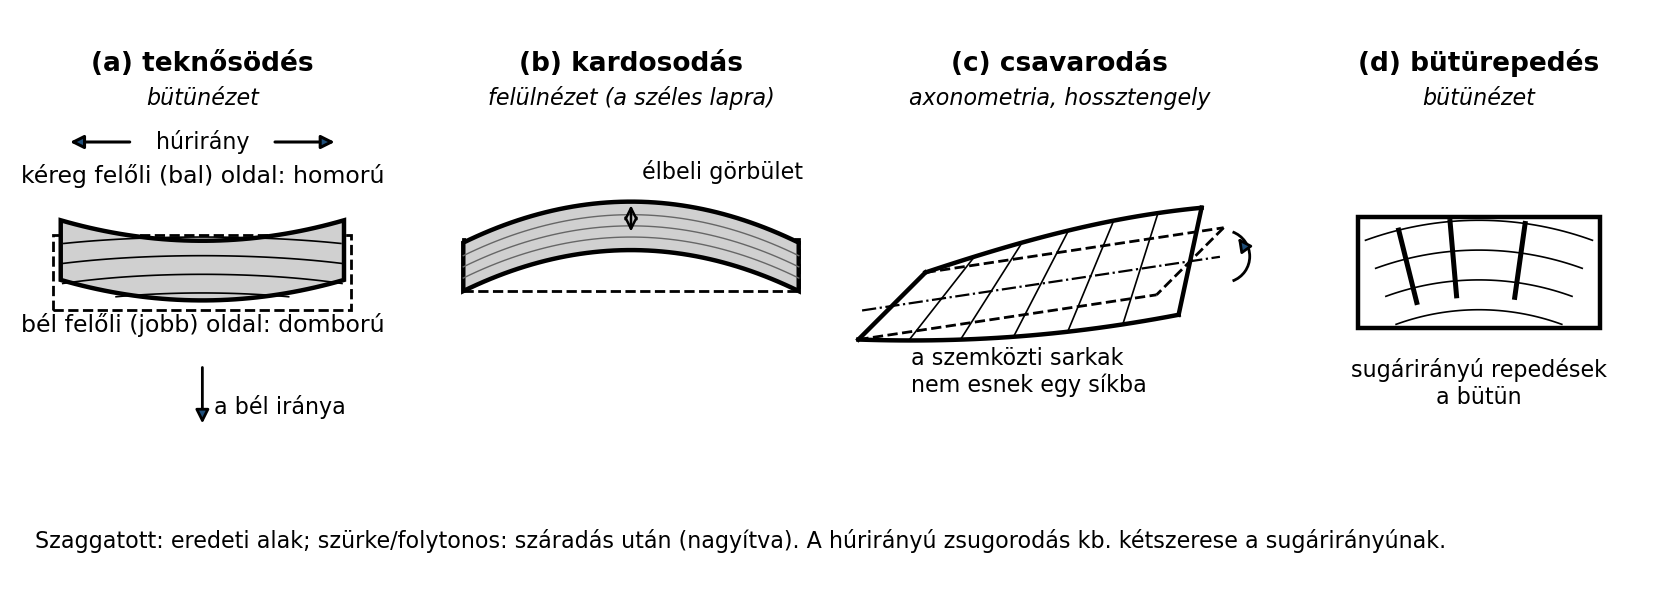 (a) teknősödés
bütünézet
húrirány
kéreg felőli (bal) oldal: homorú
bél felőli (jobb) oldal: domború
a bél iránya
(b) kardosodás
felülnézet (a széles lapra)
élbeli görbület
(c) csavarodás
axonometria, hossztengely
a szemközti sarkak
nem esnek egy síkba
(d) bütürepedés
bütünézet
sugárirányú repedések
a bütün
Szaggatott: eredeti alak; szürke/folytonos: száradás után (nagyítva). A húrirányú zsugorodás kb. kétszerese a sugárirányúnak.